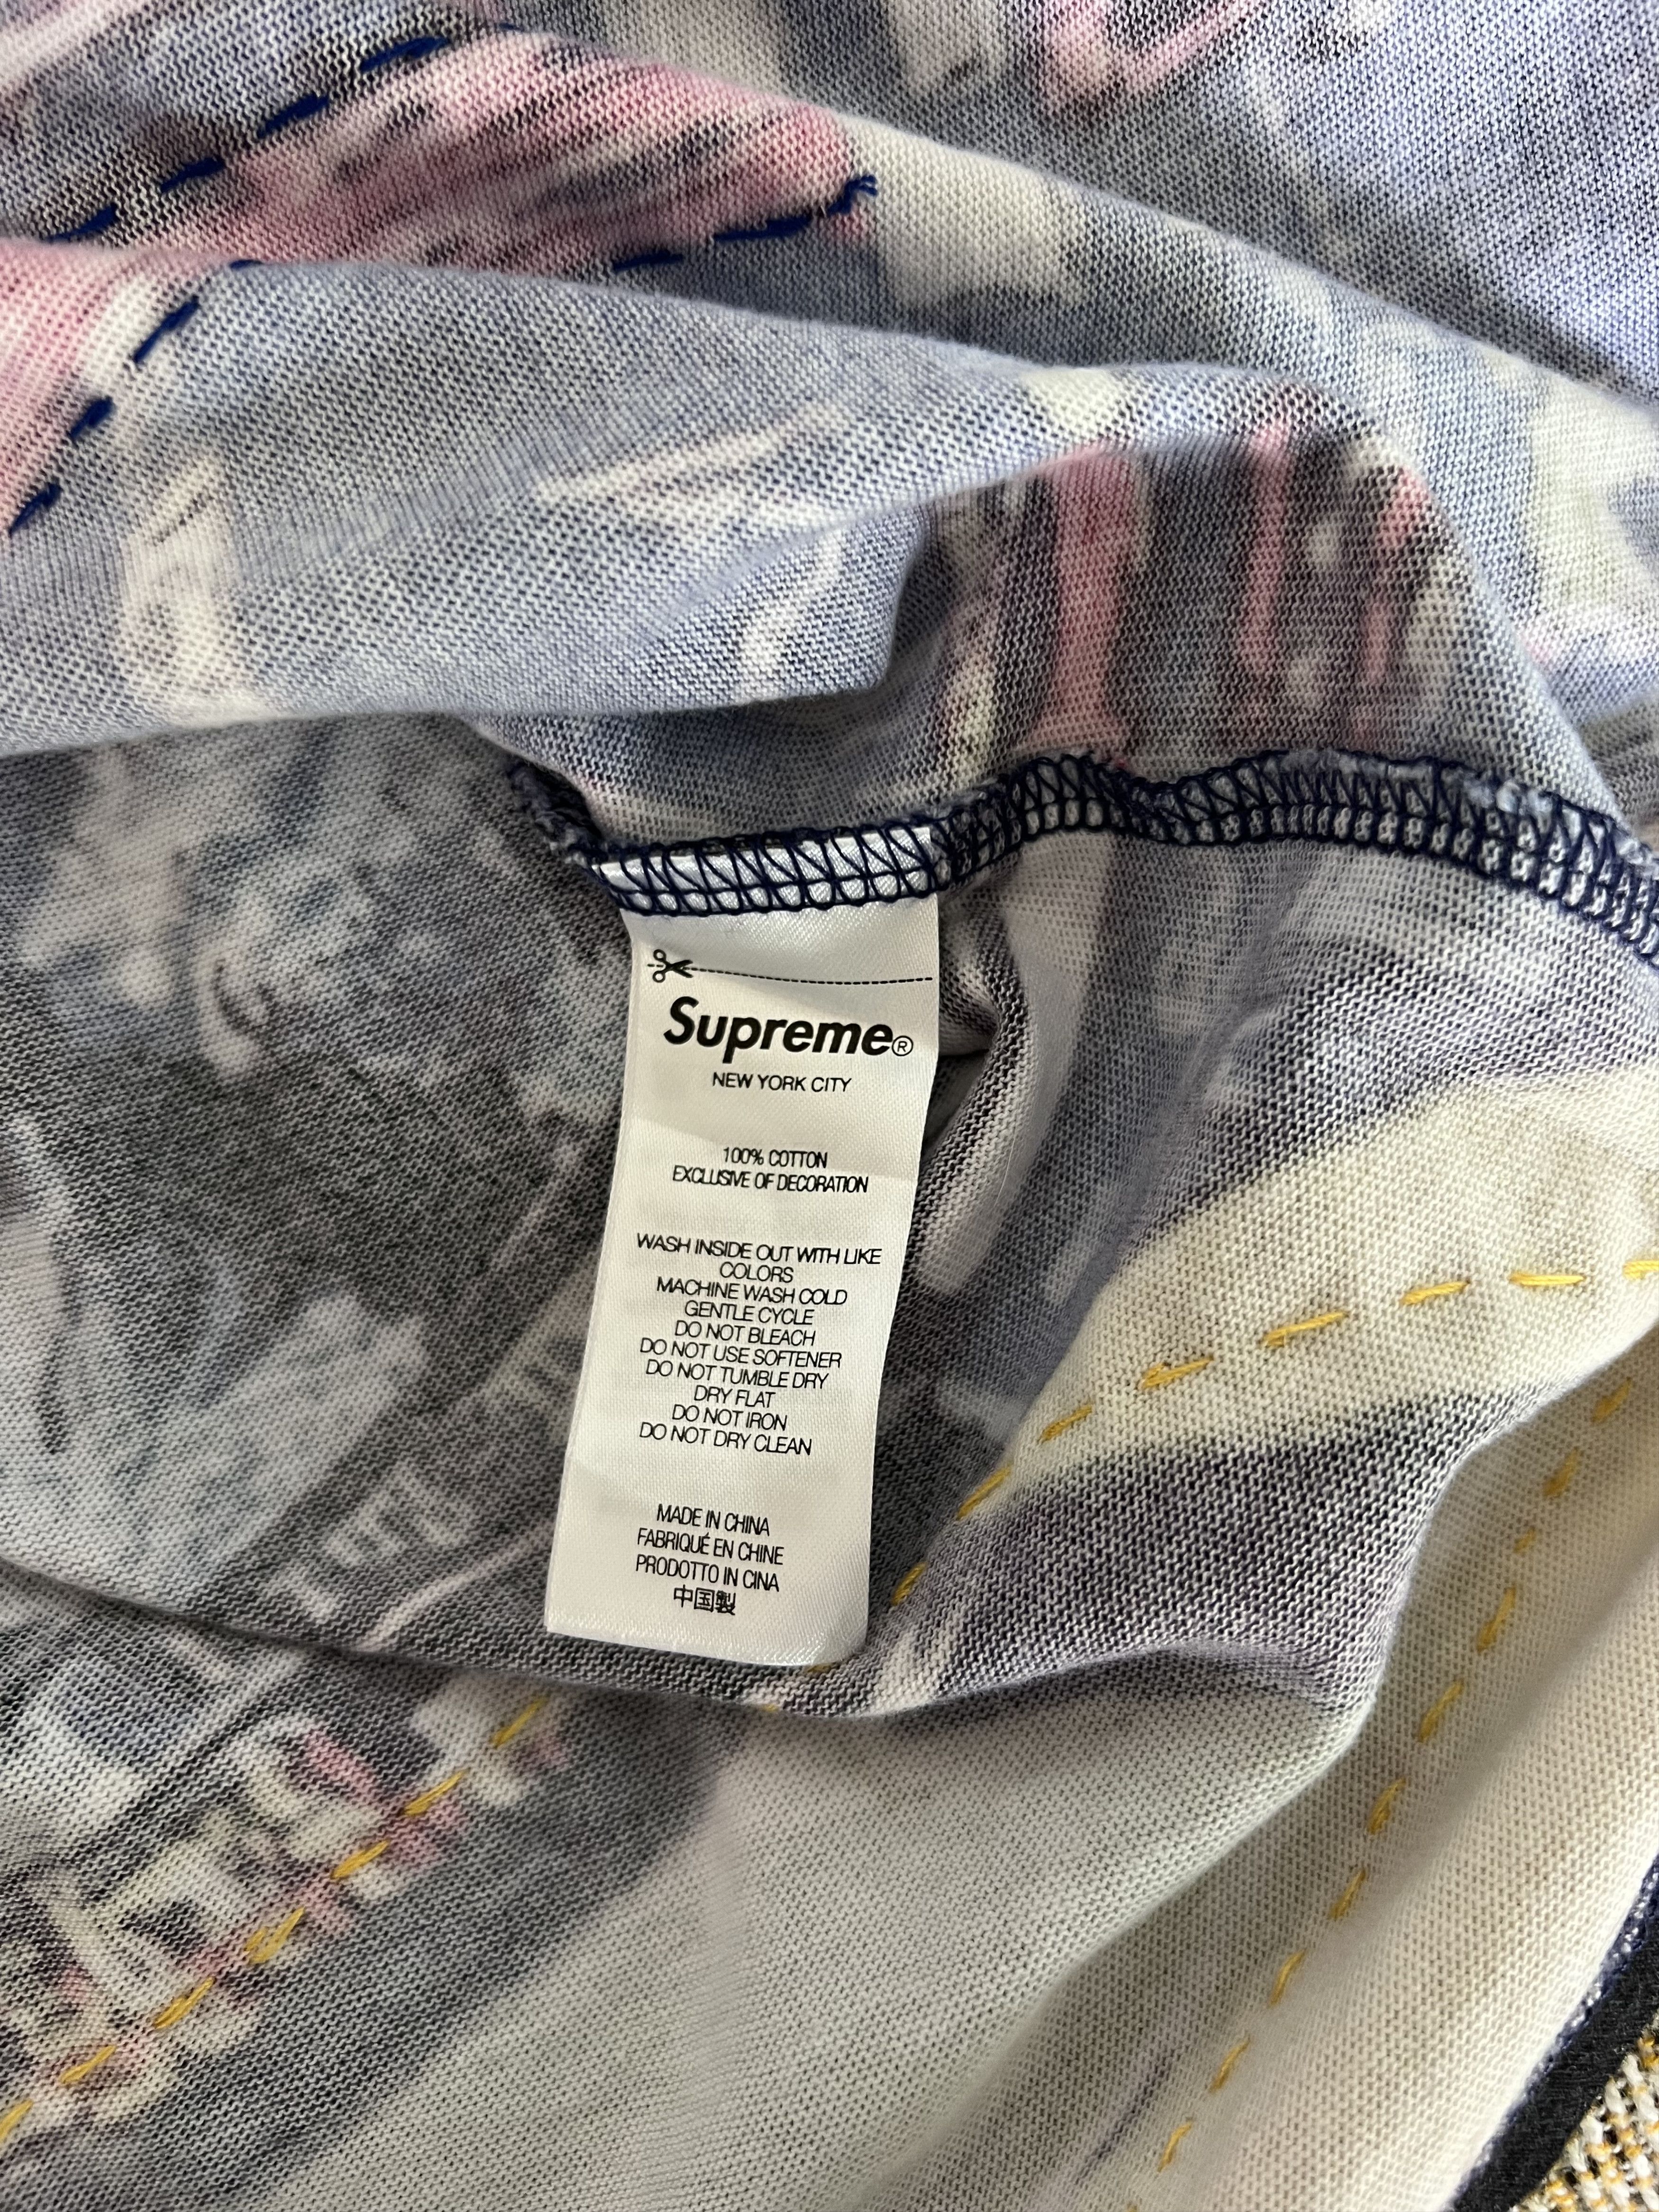 Supreme®
NEW YORK CITY
100% COTTON
EXCLUSIVE OF DECORATION
WASH INSIDE OUT WITH LIKE
COLORS
MACHINE WASH COLD
GENTLE CYCLE
DO NOT BLEACH
DO NOT USE SOFTENER
DO NOT TUMBLE DRY
DRY FLAT
DO NOT IRON
DO NOT DRY CLEAN
MADE IN CHINA
FABRIQUÉ EN CHINE
PRODOTTO IN CINA
中国製